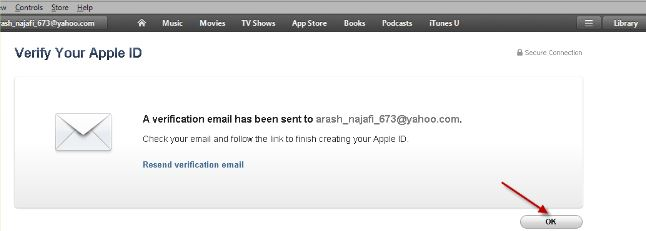 ew Controls Store Help
rash_najafi_673@yahoo.com Music Movies TV Shows App Store Books Podcasts iTunes U Library
Verify Your Apple ID
Secure Connection
A verification email has been sent to arash_najafi_673@yahoo.com.
Check your email and follow the link to finish creating your Apple ID.
Resend verification email
OK